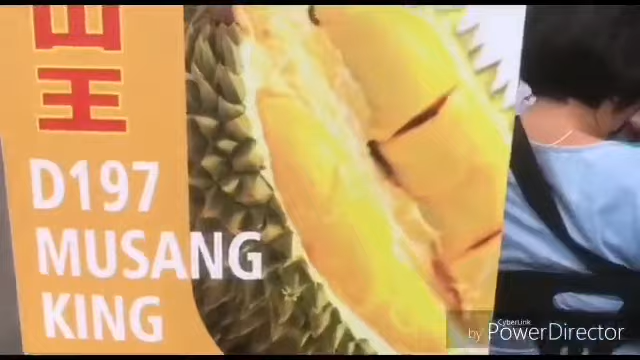 山
王
D197
MUSANG
KING
CyberLink
by PowerDirector